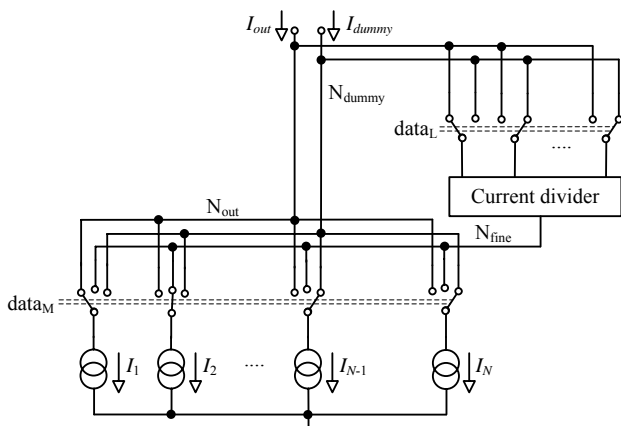 I_out I_dummy
N_dummy
data_L
....
Current divider
N_out
N_fine
data_M
I_1 I_2 .... I_N-1 I_N